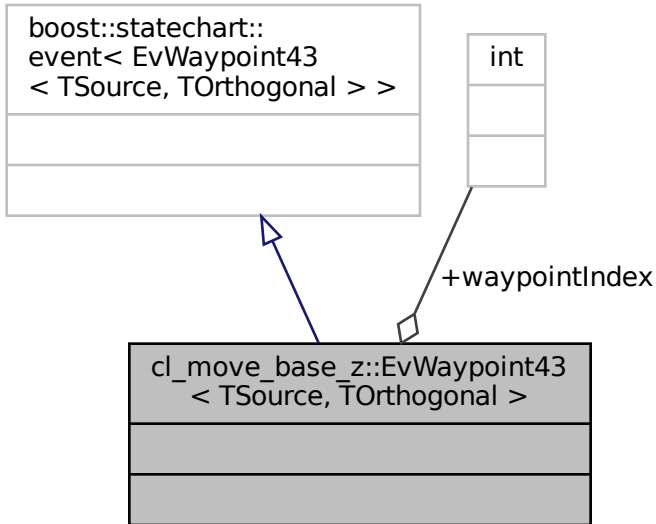 boost::statechart::
event< EvWaypoint43
< TSource, TOrthogonal > >
int
+waypointIndex
cl_move_base_z::EvWaypoint43
< TSource, TOrthogonal >